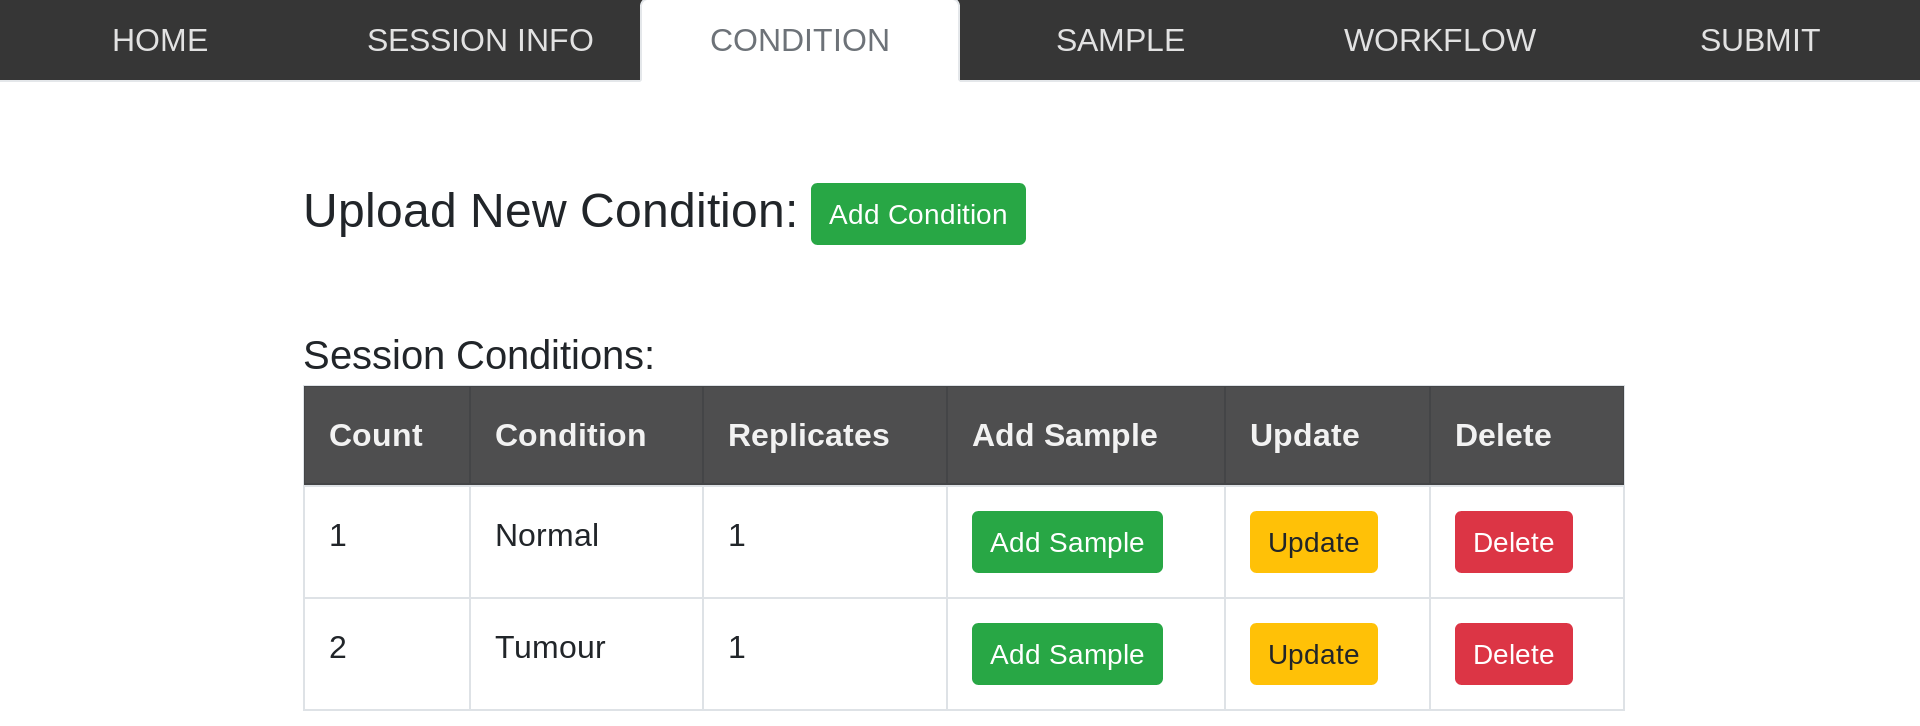 HOME SESSION INFO CONDITION SAMPLE WORKFLOW SUBMIT
Upload New Condition: Add Condition
Session Conditions:
Count Condition Replicates Add Sample Update Delete
1 Normal 1 Add Sample Update Delete
2 Tumour 1 Add Sample Update Delete